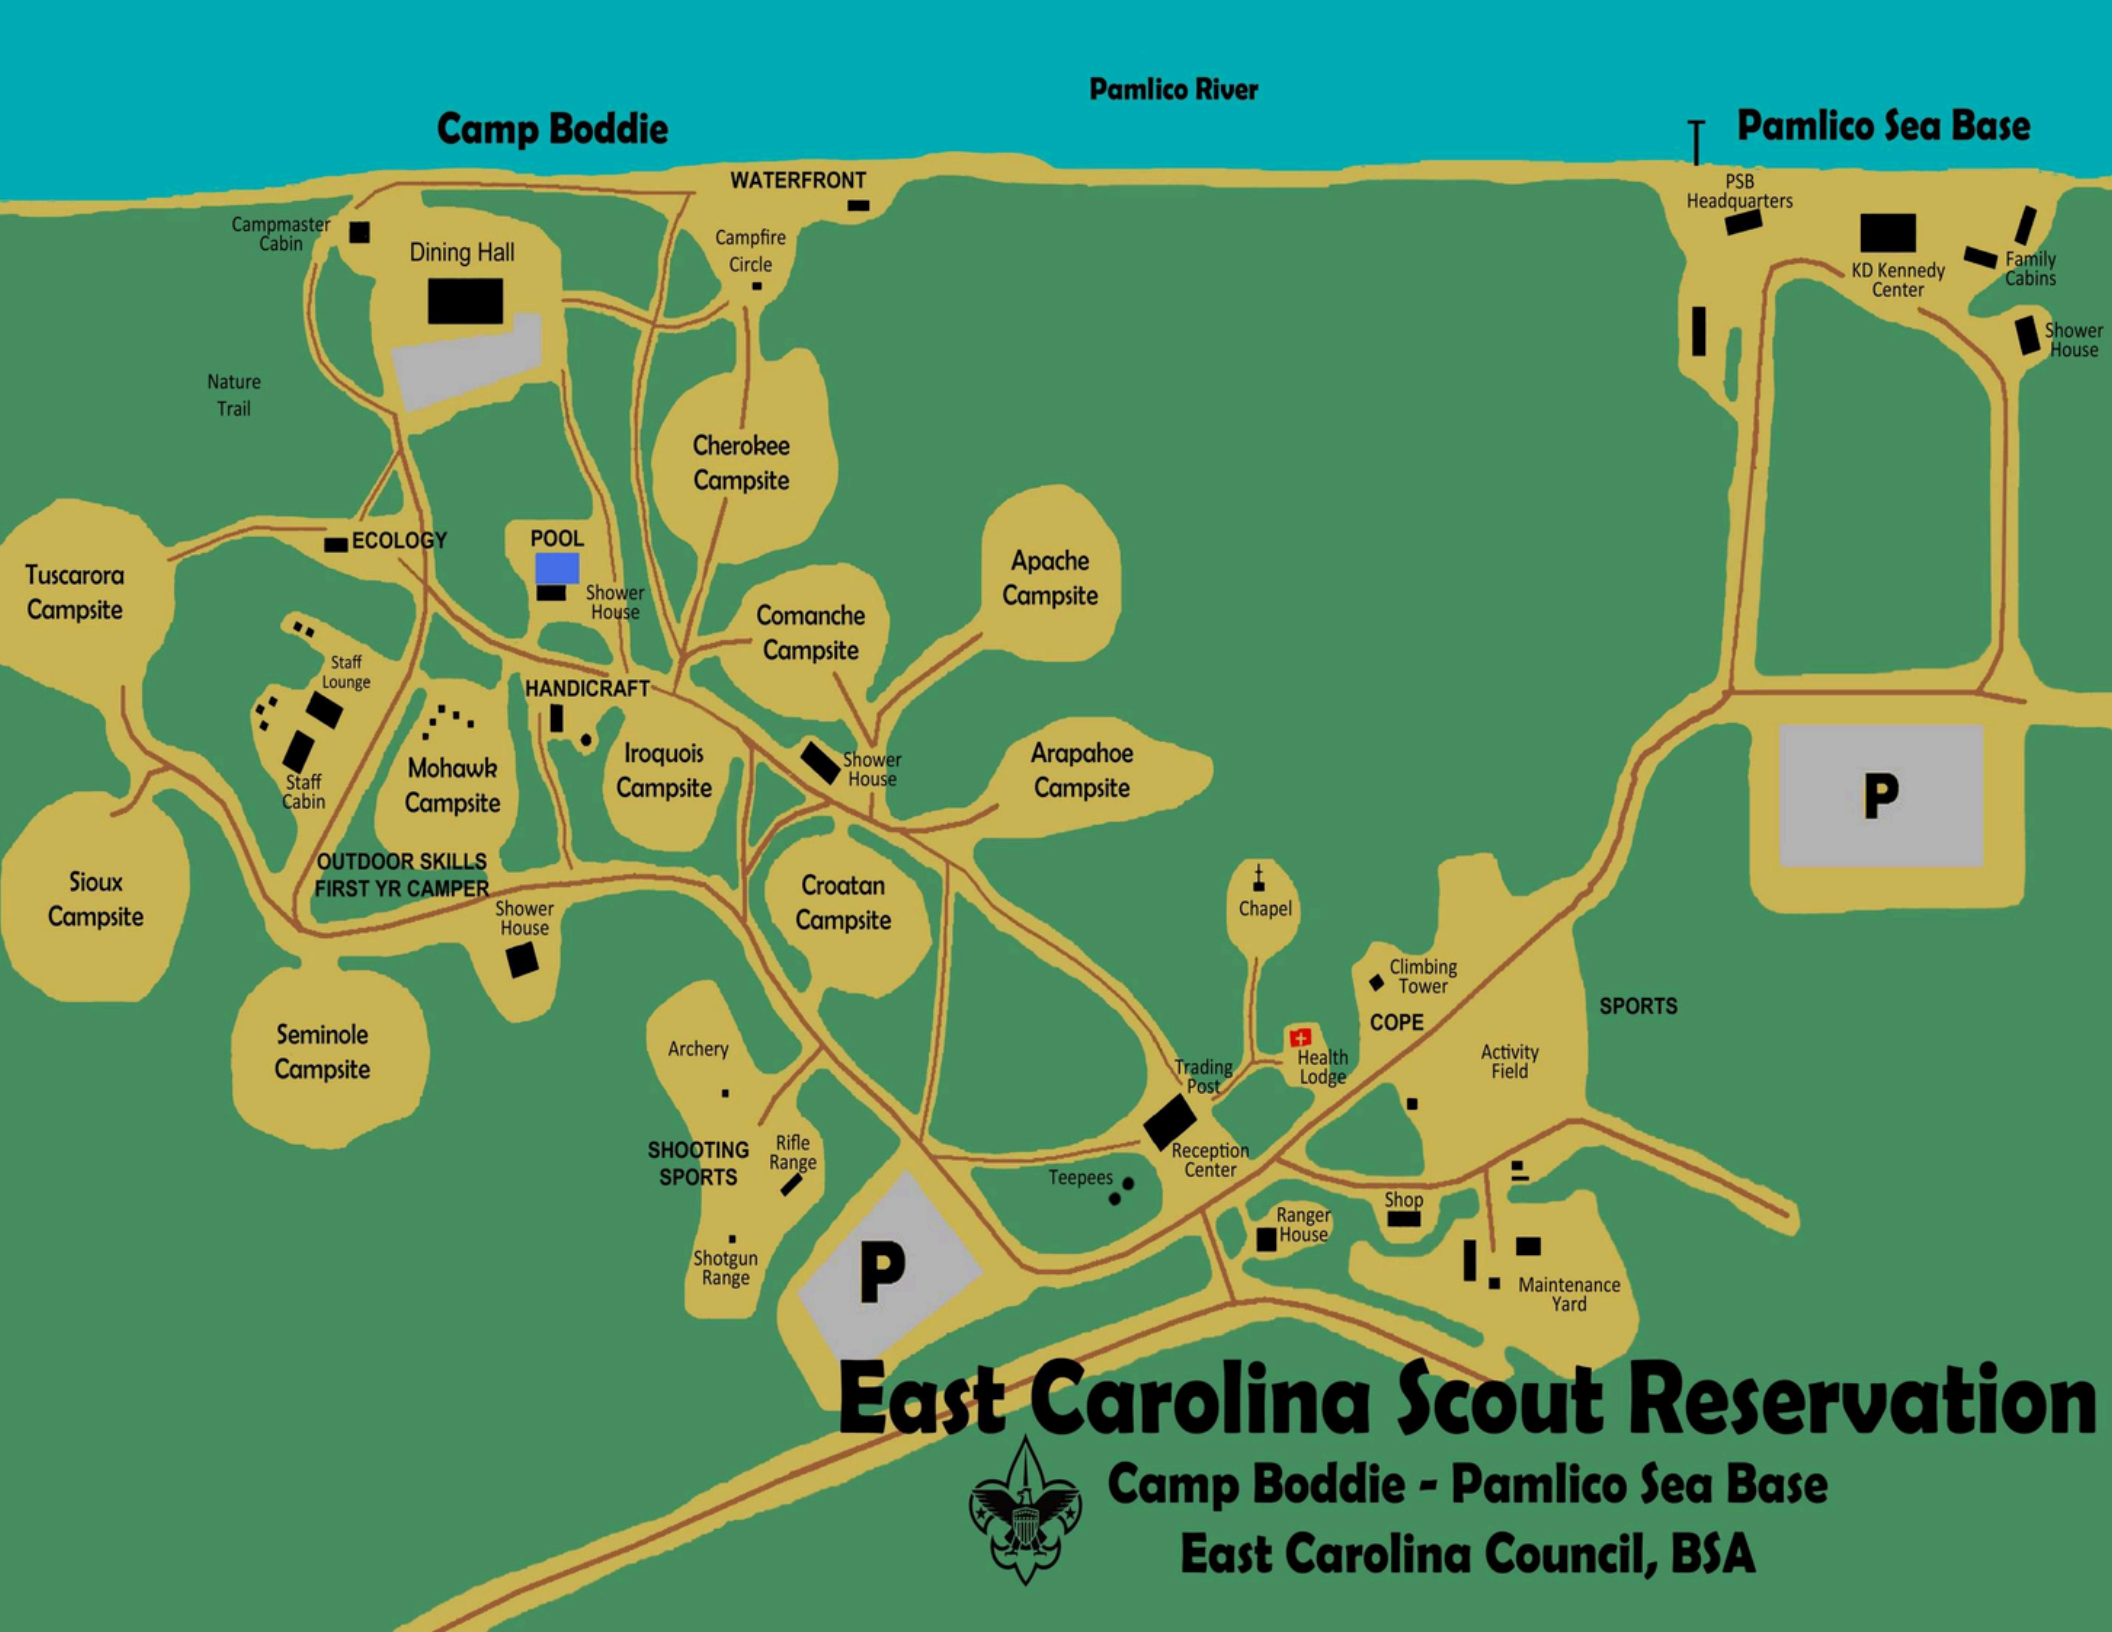 Pamlico River
Camp Boddie
Pamlico Sea Base
WATERFRONT
PSB
Headquarters
Campmaster
Cabin
Dining Hall
Campfire
Circle
KD Kennedy
Center
Family
Cabins
Shower
House
Nature
Trail
Cherokee
Campsite
ECOLOGY
POOL
Shower
House
Tuscarora
Campsite
Comanche
Campsite
Apache
Campsite
Staff
Lounge
HANDICRAFT
Staff
Cabin
Mohawk
Campsite
Iroquois
Campsite
Shower
House
Arapahoe
Campsite
P
OUTDOOR SKILLS
FIRST YR CAMPER
Sioux
Campsite
Shower
House
Croatan
Campsite
Chapel
Climbing
Tower
COPE
SPORTS
Seminole
Campsite
Archery
Activity
Field
Health
Lodge
Trading
Post
SHOOTING
SPORTS
Rifle
Range
Reception
Center
Teepees
Shop
Ranger
House
Shotgun
Range
P
Maintenance
Yard
East Carolina Scout Reservation
Camp Boddie - Pamlico Sea Base
East Carolina Council, BSA